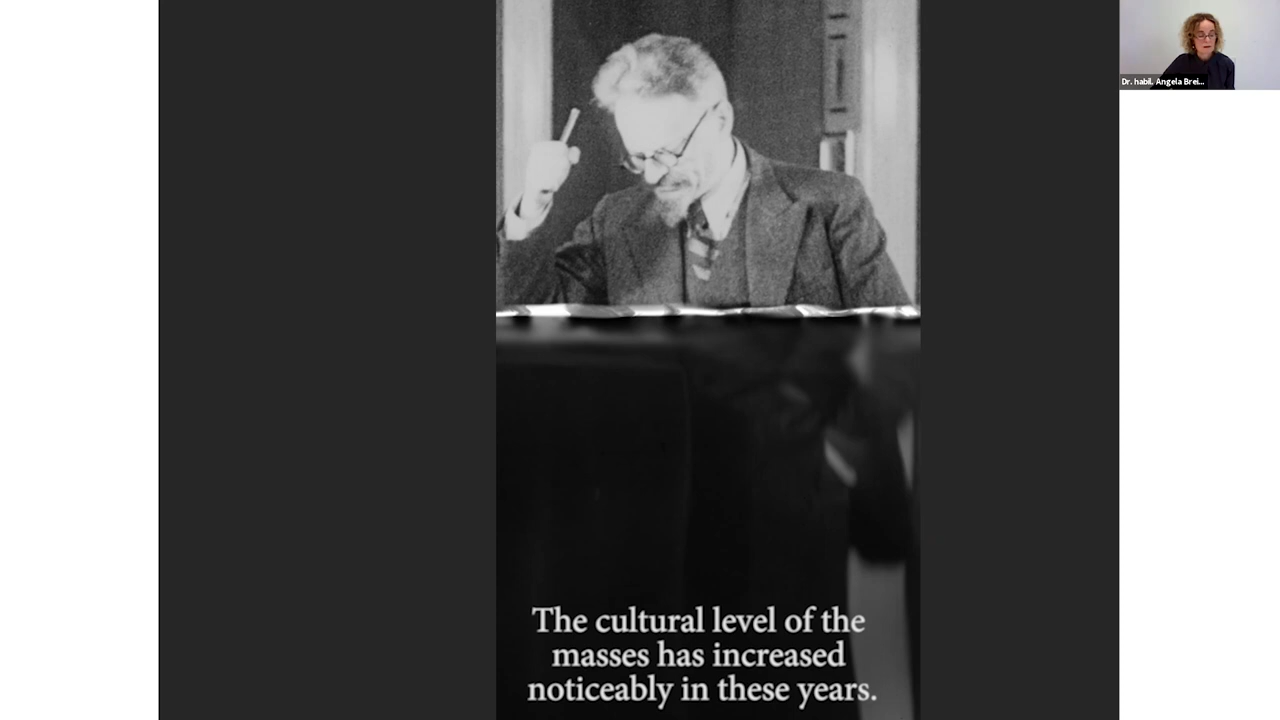 Dr. habil. Angela Brei...
The cultural level of the
masses has increased
noticeably in these years.